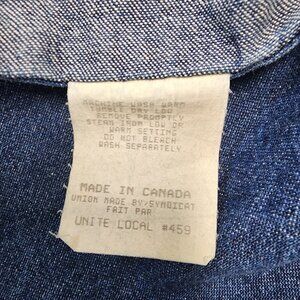 MACHINE WASH WARM
TUMBLE DRY LOW
REMOVE PROMPTLY
STEAM IRON LOW OR
WARM SETTING
DO NOT BLEACH
WASH SEPARATELY
MADE IN CANADA
UNION MADE BY/SYNDICAT
FAIT PAR
UNITE LOCAL #459